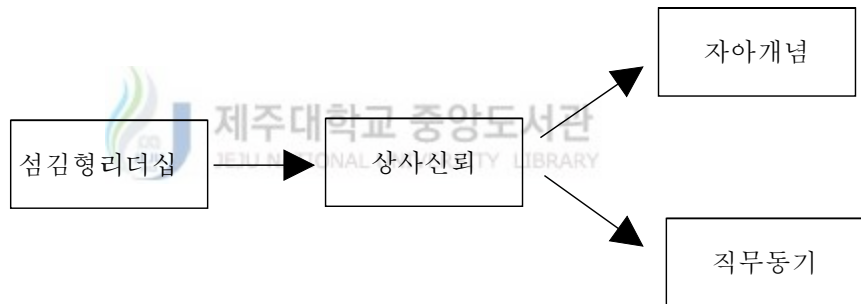 자아개념
제주대학교 중앙도서관
JEJU NATIONAL UNIVERSITY LIBRARY
섬김형리더십
상사신뢰
직무동기